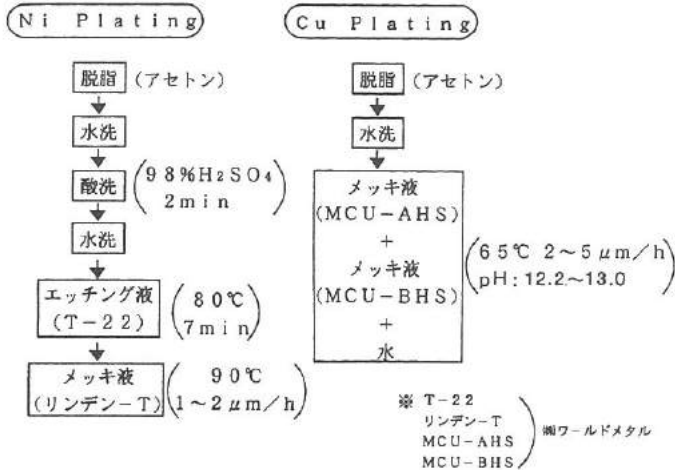 Ni Plating
脱脂 (アセトン)
水洗
酸洗 (98%H₂SO₄
2min)
水洗
エッチング液
(T-22)
(80℃
7min)
メッキ液
(リンデン-T)
(90℃
1～2μm/h)
Cu Plating
脱脂 (アセトン)
水洗
メッキ液
(MCU-AHS)
+
メッキ液
(MCU-BHS)
+
水
(65℃ 2～5μm/h)
pH:12.2～13.0
※ T-22
リンデン-T
MCU-AHS
MCU-BHS
㈱ワールドメタル